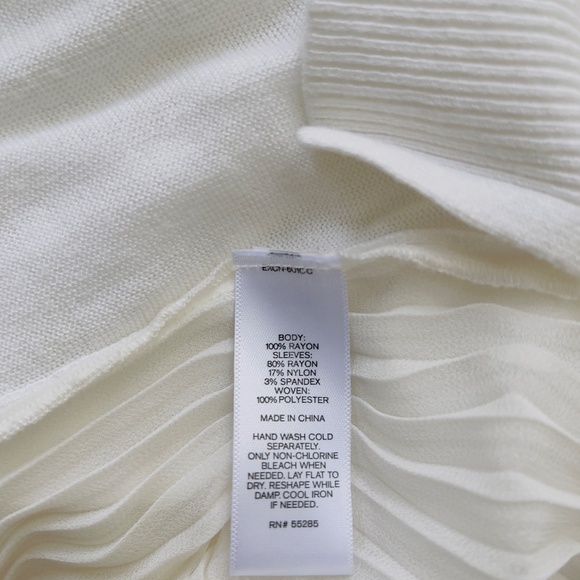 BODY:
100% RAYON
SLEEVES:
80% RAYON
17% NYLON
3% SPANDEX
WOVEN:
100% POLYESTER
MADE IN CHINA
HAND WASH COLD
SEPARATELY.
ONLY NON-CHLORINE
BLEACH WHEN
NEEDED. LAY FLAT TO
DRY. RESHAPE WHILE
DAMP. COOL IRON
IF NEEDED.
RN# 55285